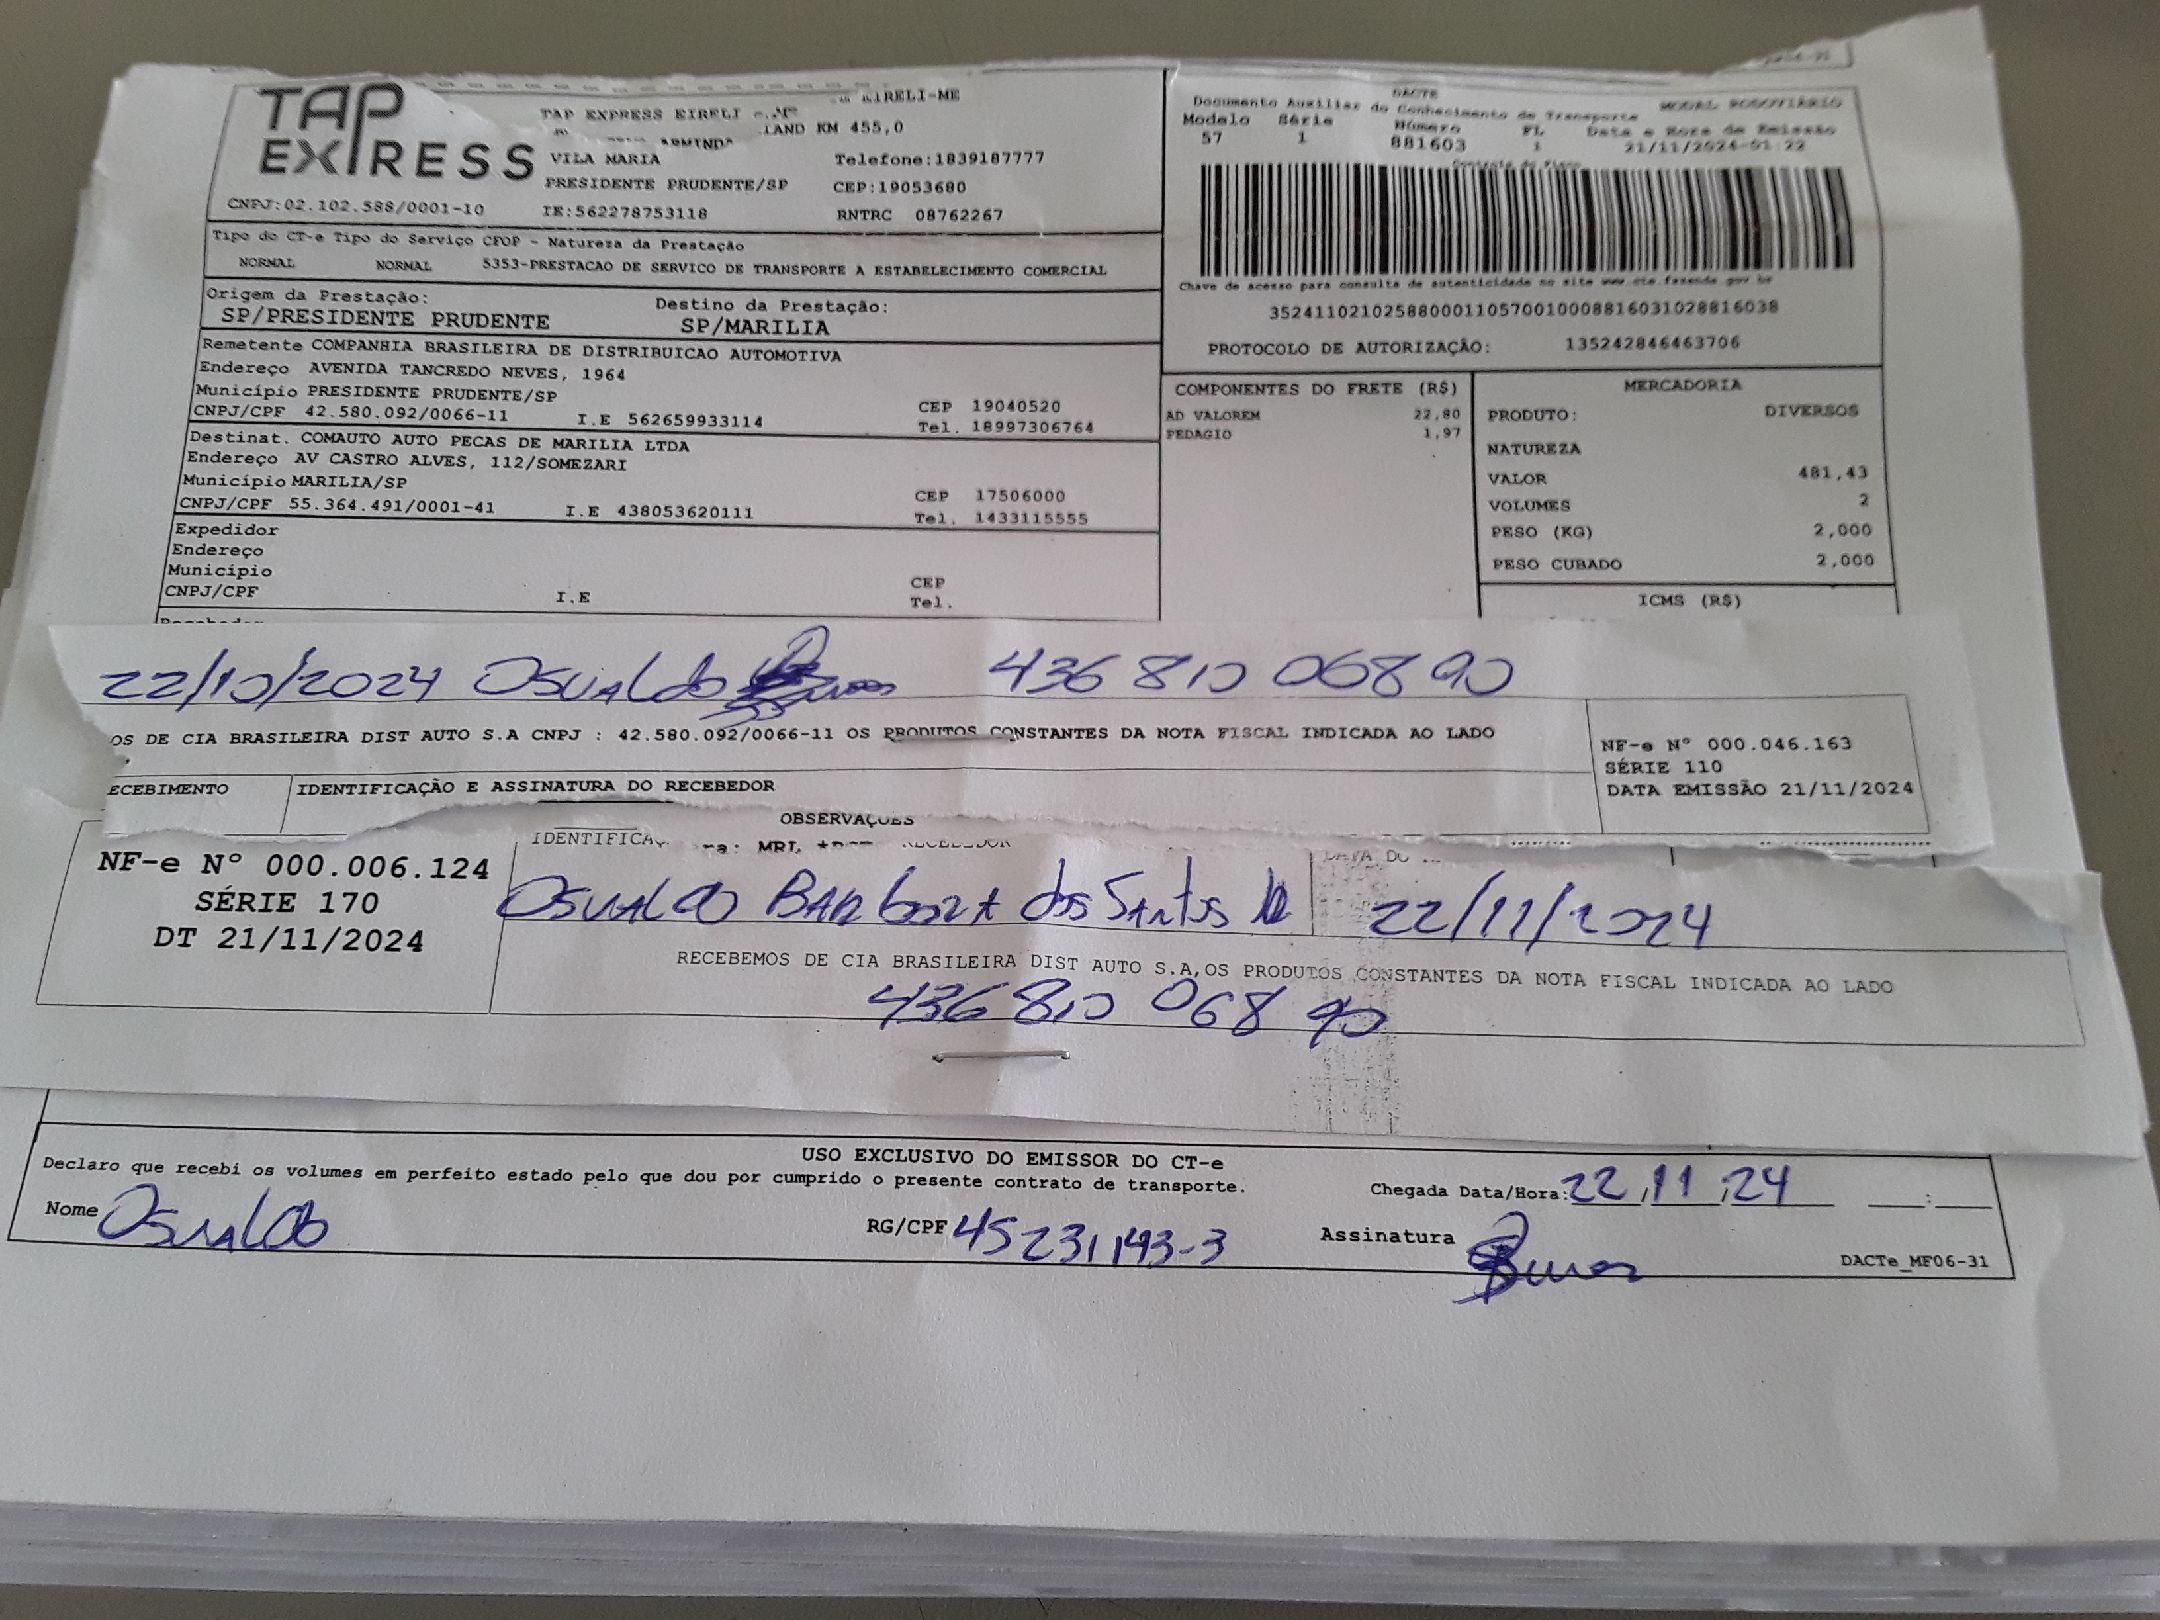 TAP EXPRESS
EIRELI-ME
TAP EXPRESS EIRELI
LAND KM 455,0
VILA MARIA Telefone:1839187777
PRESIDENTE PRUDENTE/SP CEP:19053680
CNPJ:02.102.588/0001-10 IE:562278753118 RNTRC 08762267
DACTE
Documento Auxiliar do Conhecimento de Transporte MODAL RODOVIÁRIO
Modelo Série Número FL Data e Hora de Emissão
57 1 881603 1 21/11/2024-01:22
Controle do Fisco
Chave de acesso para consulta de autenticidade no site www.cte.fazenda.gov.br
35241102102588000110570010008816031028816038
PROTOCOLO DE AUTORIZAÇÃO: 135242846463706
Tipo do CT-e Tipo do Serviço CFOP - Natureza da Prestação
NORMAL NORMAL 5353-PRESTACAO DE SERVICO DE TRANSPORTE A ESTABELECIMENTO COMERCIAL
Origem da Prestação: Destino da Prestação:
SP/PRESIDENTE PRUDENTE SP/MARILIA
Remetente COMPANHIA BRASILEIRA DE DISTRIBUICAO AUTOMOTIVA
Endereço AVENIDA TANCREDO NEVES, 1964
Município PRESIDENTE PRUDENTE/SP CEP 19040520
CNPJ/CPF 42.580.092/0066-11 I.E 562659933114 Tel. 18997306764
Destinat. COMAUTO AUTO PECAS DE MARILIA LTDA
Endereço AV CASTRO ALVES, 112/SOMEZARI
Município MARILIA/SP CEP 17506000
CNPJ/CPF 55.364.491/0001-41 I.E 438053620111 Tel. 1433115555
Expedidor
Endereço
Município CEP
CNPJ/CPF I.E Tel.
COMPONENTES DO FRETE (R$)
AD VALOREM 22,80
PEDAGIO 1,97
MERCADORIA
PRODUTO: DIVERSOS
NATUREZA
VALOR 481,43
VOLUMES 2
PESO (KG) 2,000
PESO CUBADO 2,000
ICMS (R$)
22/10/2024 Osvaldo 436 810 068 90
OS DE CIA BRASILEIRA DIST AUTO S.A CNPJ : 42.580.092/0066-11 OS PRODUTOS CONSTANTES DA NOTA FISCAL INDICADA AO LADO
ECEBIMENTO IDENTIFICAÇÃO E ASSINATURA DO RECEBEDOR
NF-e Nº 000.046.163
SÉRIE 110
DATA EMISSÃO 21/11/2024
OBSERVAÇÕES
NF-e Nº 000.006.124
SÉRIE 170
DT 21/11/2024
Osvaldo Barboza dos Santos 22/11/2024
RECEBEMOS DE CIA BRASILEIRA DIST AUTO S.A,OS PRODUTOS CONSTANTES DA NOTA FISCAL INDICADA AO LADO
436 810 068 90
USO EXCLUSIVO DO EMISSOR DO CT-e
Declaro que recebi os volumes em perfeito estado pelo que dou por cumprido o presente contrato de transporte.
Chegada Data/Hora: 22/11/24 :
Nome Osvaldo RG/CPF 45231143-3 Assinatura
DACTe_MF06-31